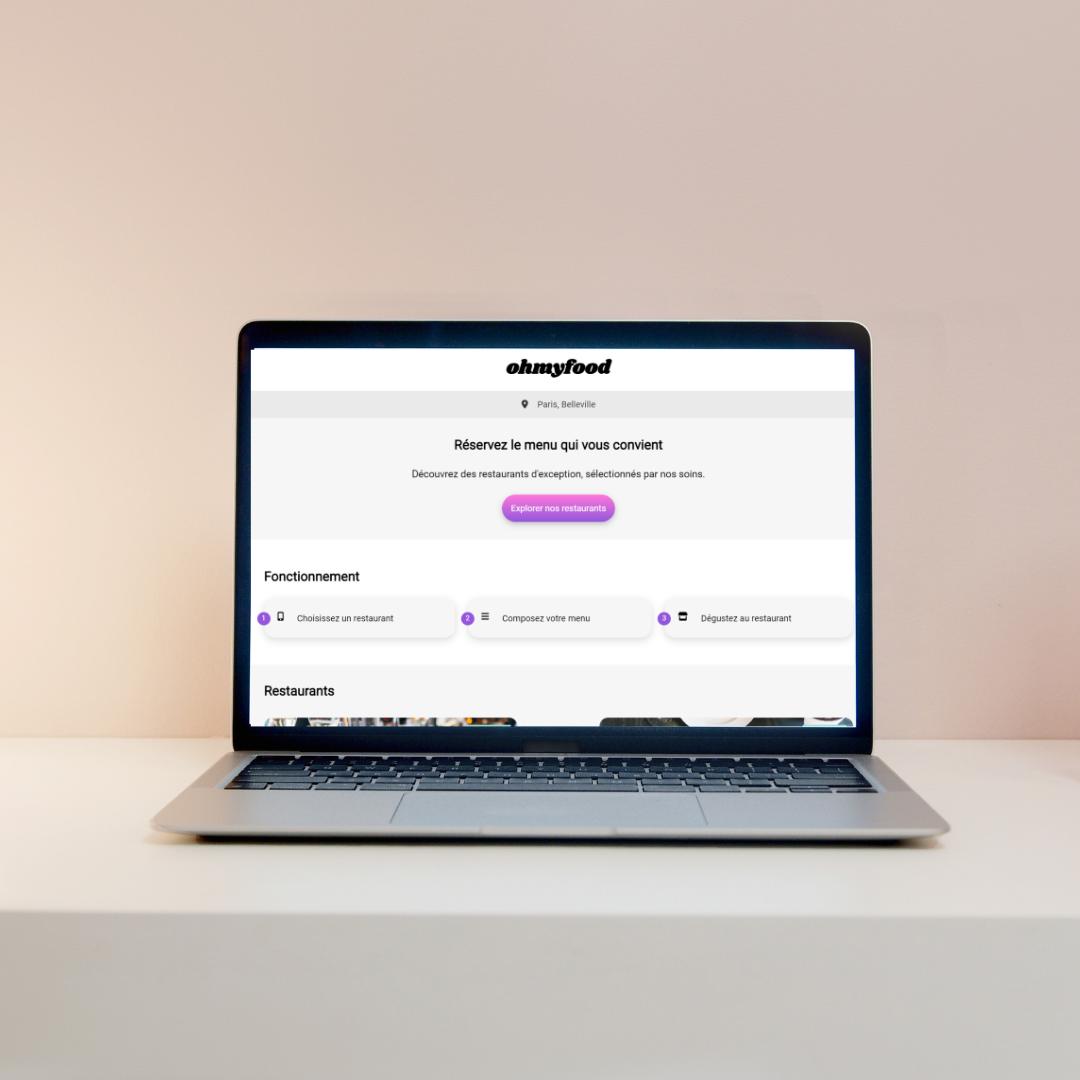 ohmyfood
Paris, Belleville
Réservez le menu qui vous convient
Découvrez des restaurants d'exception, sélectionnés par nos soins.
Explorer nos restaurants
Fonctionnement
1 Choisissez un restaurant
2 Composez votre menu
3 Dégustez au restaurant
Restaurants